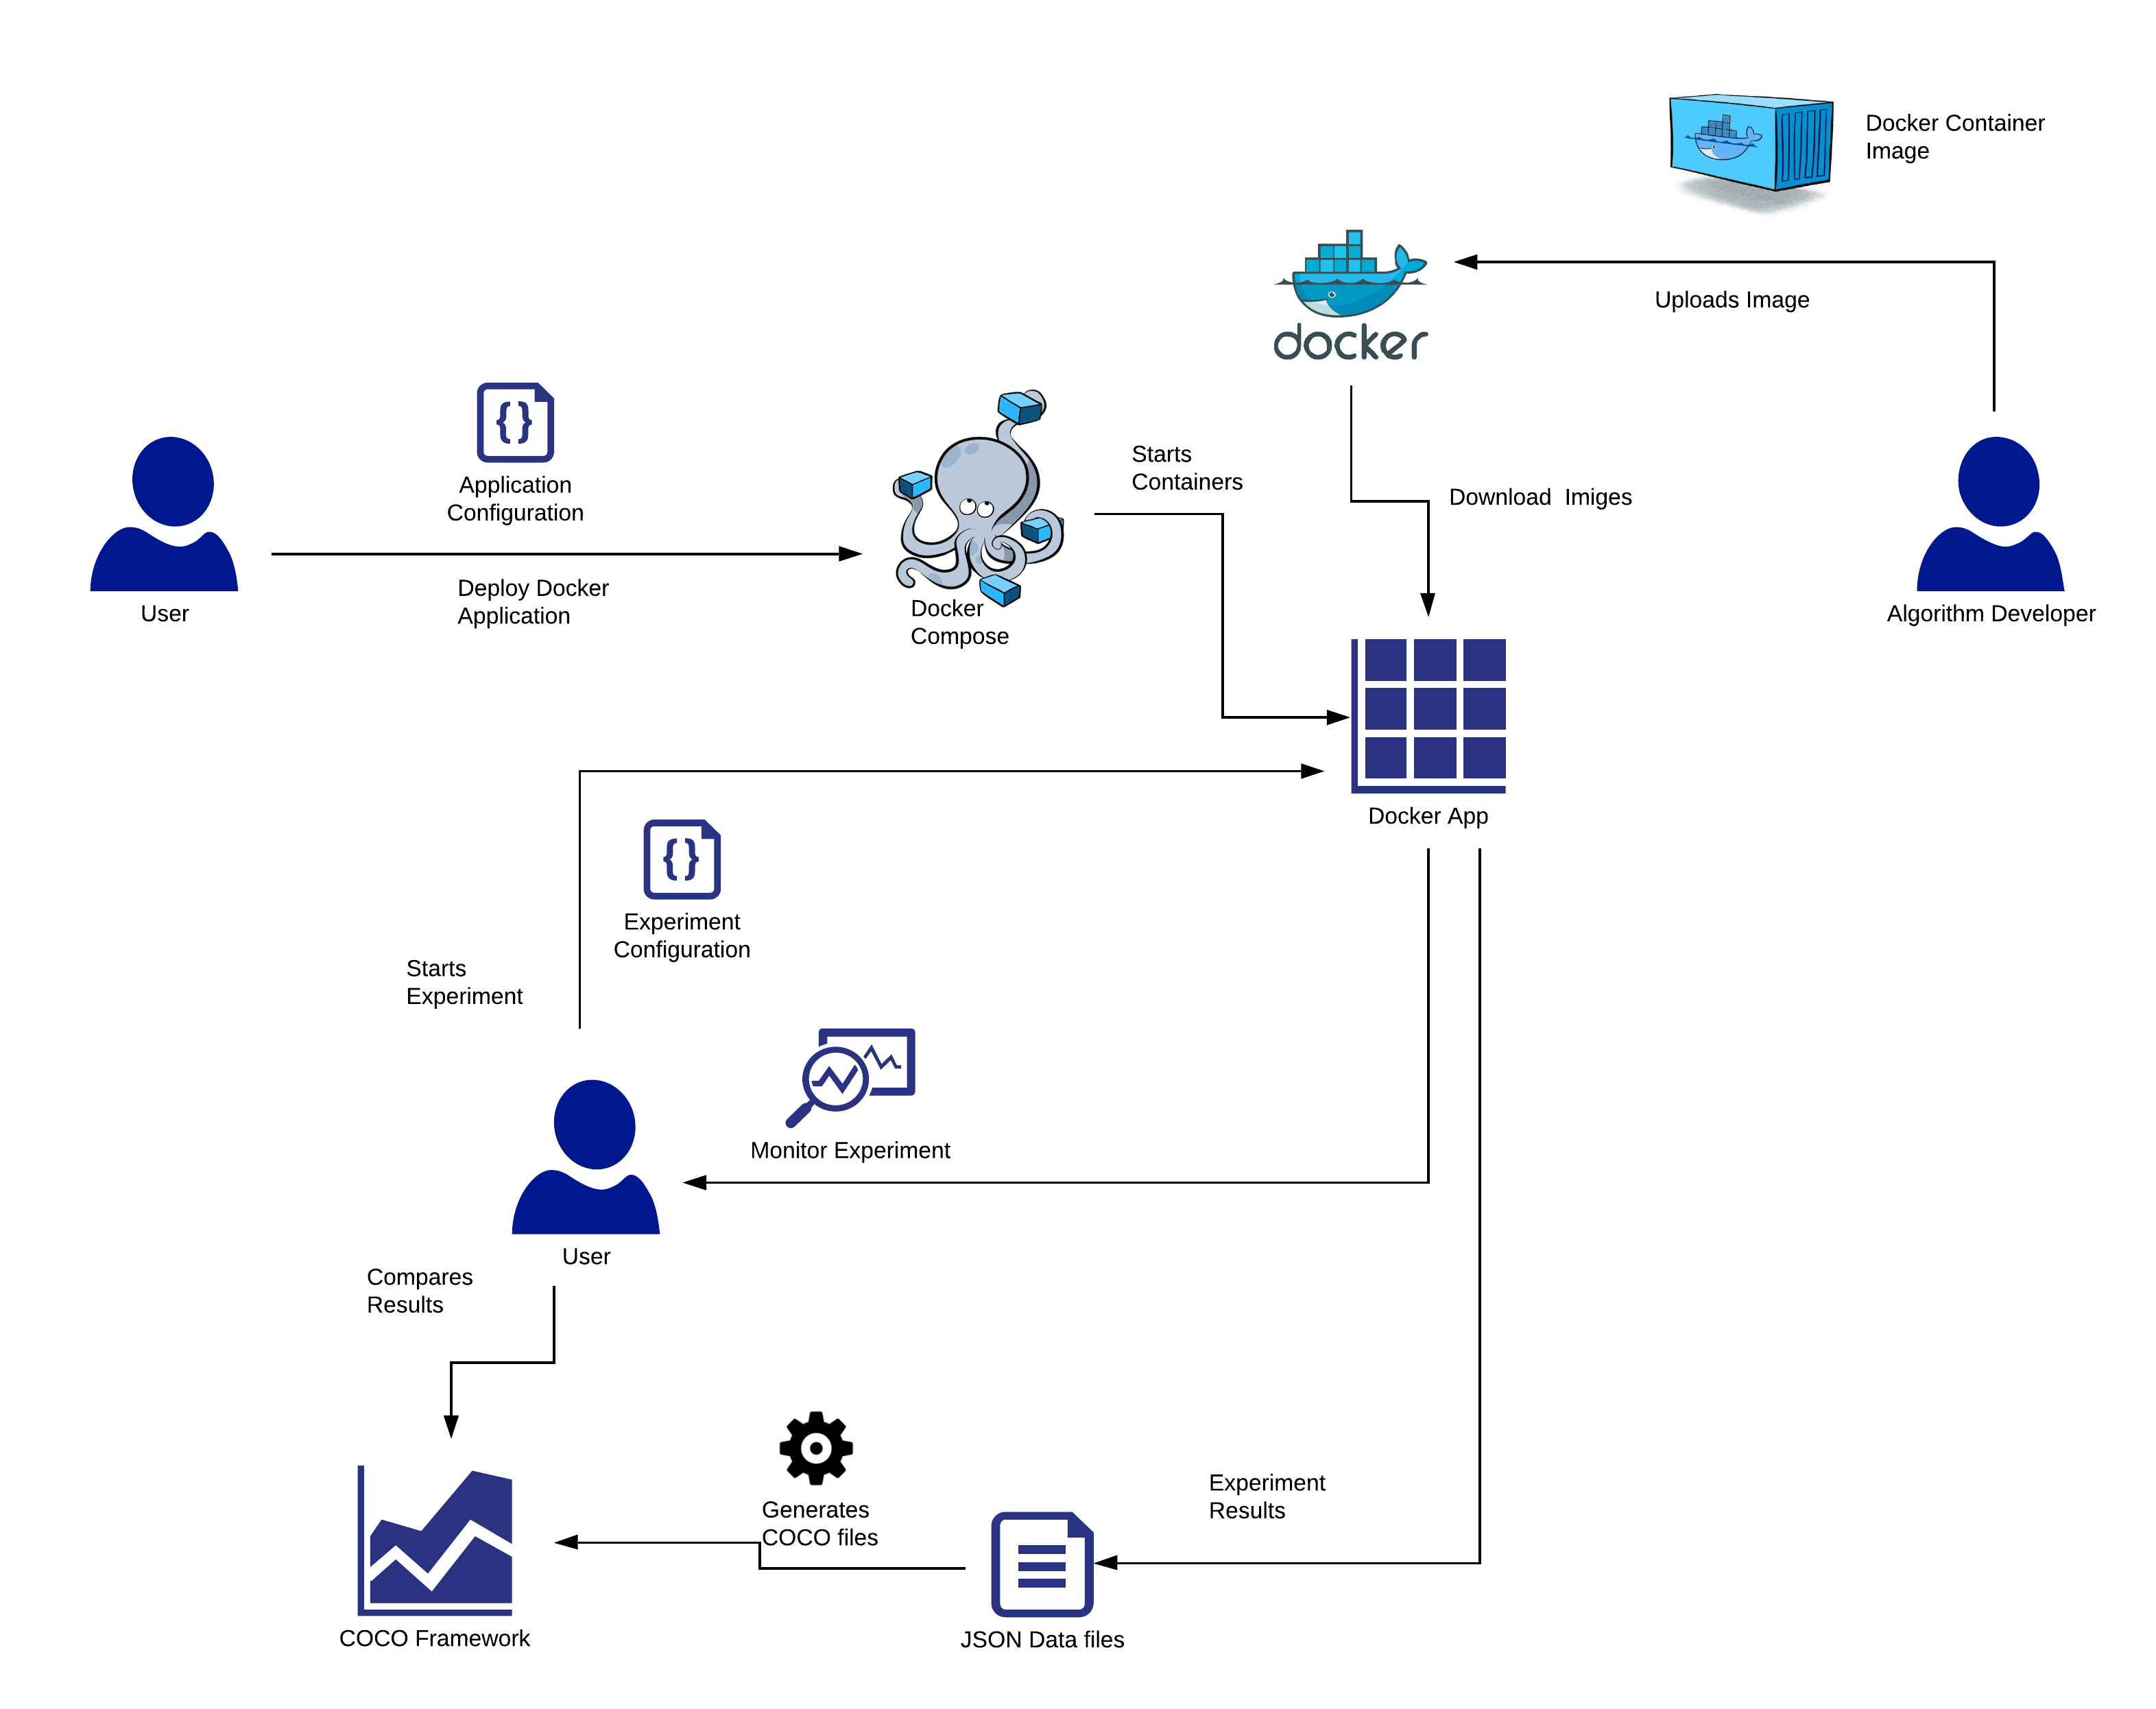 Docker Container
Image
Uploads Image
docker
Application
Configuration
Deploy Docker
Application
User
Docker
Compose
Starts
Containers
Download  Imiges
Algorithm Developer
Docker App
Experiment
Configuration
Starts
Experiment
Monitor Experiment
User
Compares
Results
Generates
COCO files
Experiment
Results
COCO Framework
JSON Data files